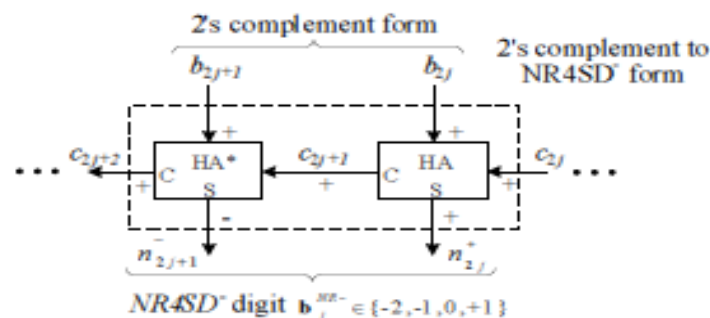 2's complement form
b2j+1 b2j
2's complement to
NR4SD⁻ form
+ +
... c2j+2 C HA* c2j+1 C HA c2j ...
+ S + S +
- +
n⁻2j+1 n⁺2j
NR4SD⁻ digit b j NR- ∈ {-2,-1,0,+1}